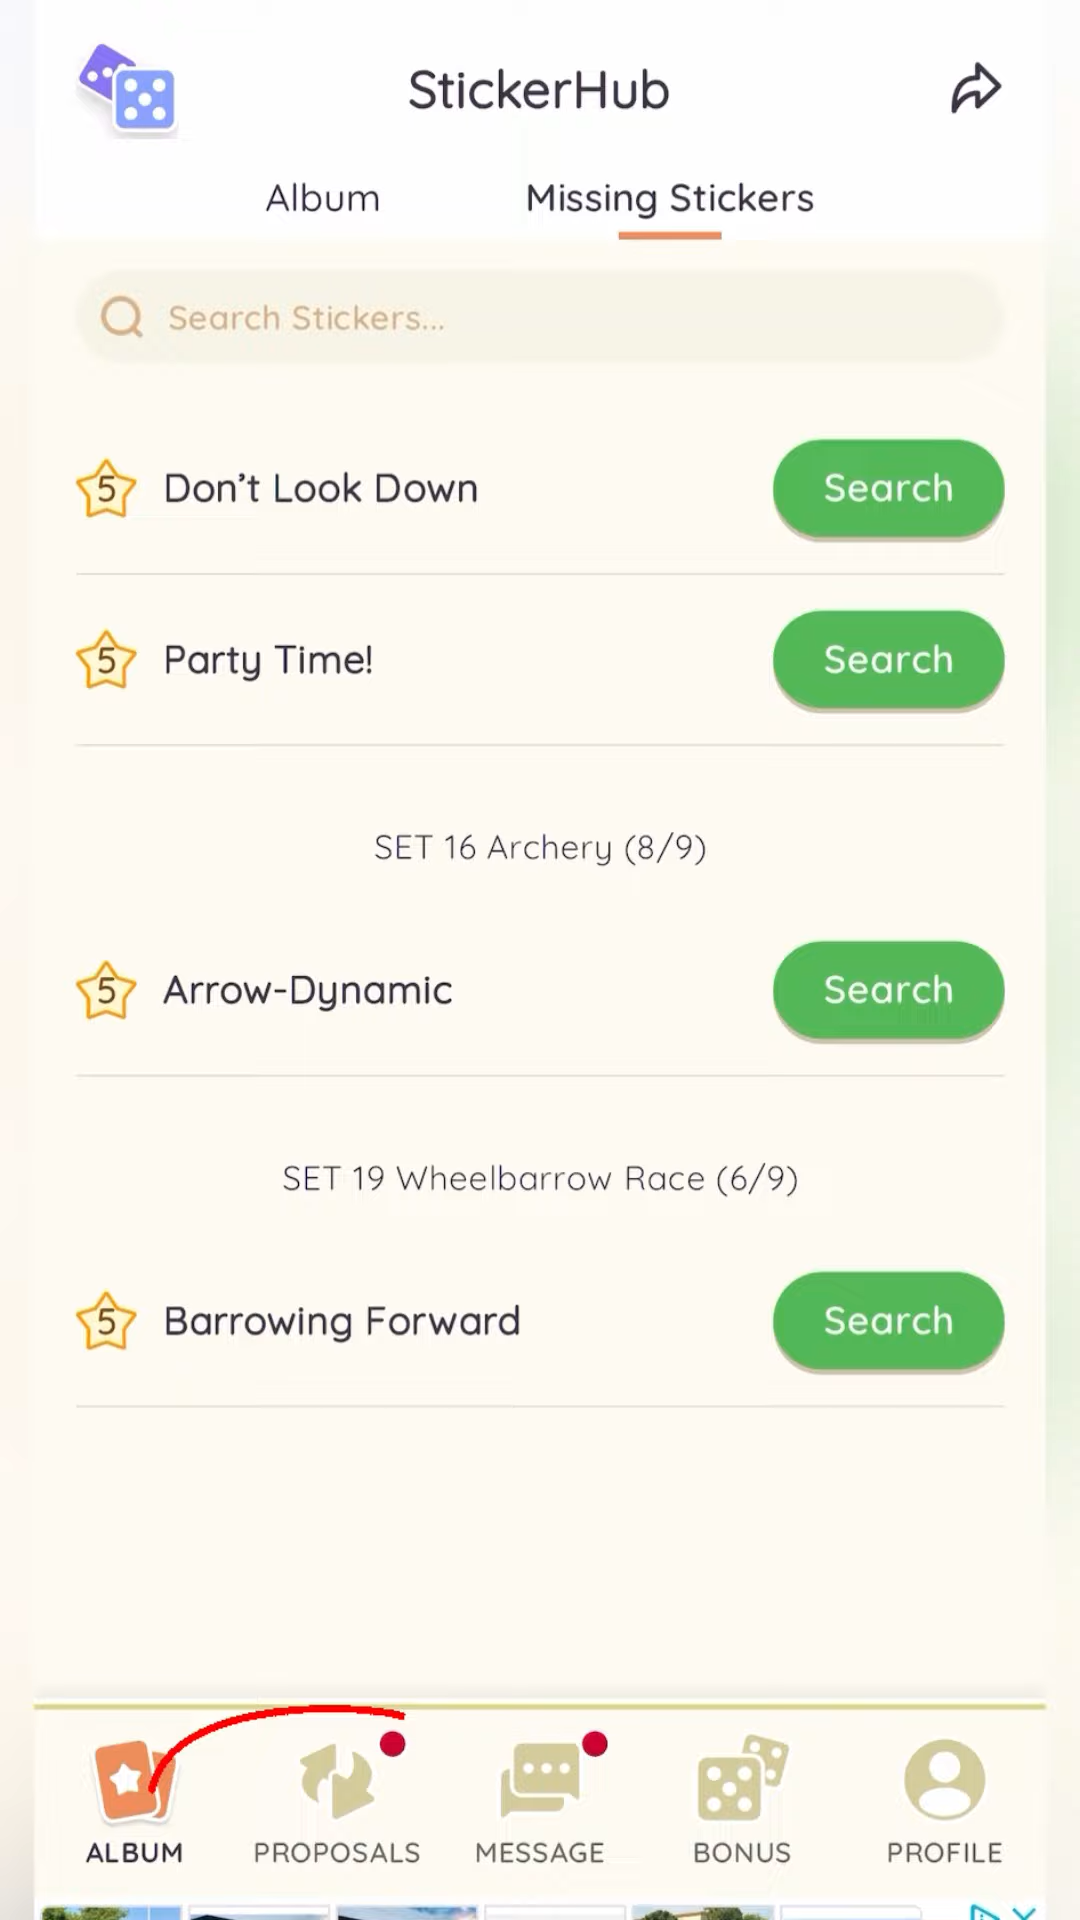 StickerHub
Album Missing Stickers
Search Stickers...
5 Don't Look Down Search
5 Party Time! Search
SET 16 Archery (8/9)
5 Arrow-Dynamic Search
SET 19 Wheelbarrow Race (6/9)
5 Barrowing Forward Search
ALBUM PROPOSALS MESSAGE BONUS PROFILE